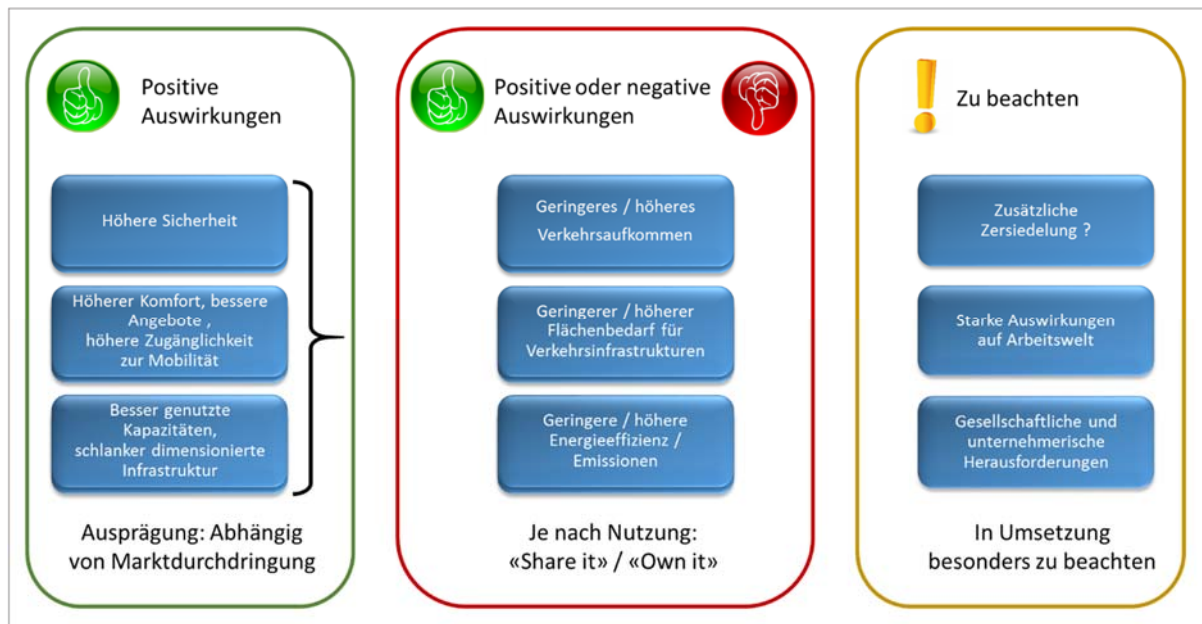 Positive
Auswirkungen
Höhere Sicherheit
Höherer Komfort, bessere
Angebote ,
höhere Zugänglichkeit
zur Mobilität
Besser genutzte
Kapazitäten,
schlanker dimensionierte
Infrastruktur
Ausprägung: Abhängig
von Marktdurchdringung
Positive oder negative
Auswirkungen
Geringeres / höheres
Verkehrsaufkommen
Geringerer / höherer
Flächenbedarf für
Verkehrsinfrastrukturen
Geringere / höhere
Energieeffizienz /
Emissionen
Je nach Nutzung:
«Share it» / «Own it»
Zu beachten
Zusätzliche
Zersiedelung ?
Starke Auswirkungen
auf Arbeitswelt
Gesellschaftliche und
unternehmerische
Herausforderungen
In Umsetzung
besonders zu beachten